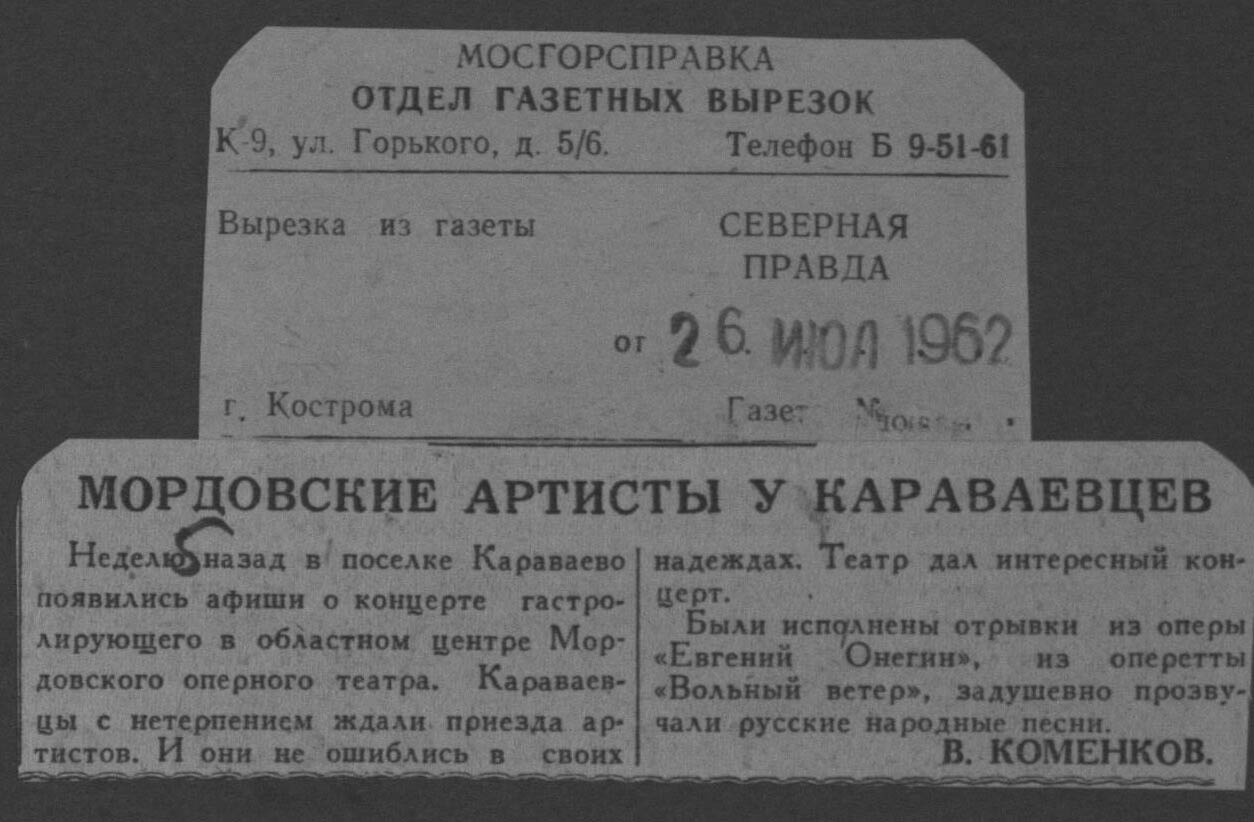 МОСГОРСПРАВКА
ОТДЕЛ ГАЗЕТНЫХ ВЫРЕЗОК
К-9, ул. Горького, д. 5/6. Телефон Б 9-51-61
Вырезка из газеты СЕВЕРНАЯ
ПРАВДА
от 26. ИЮЛ 1962
г. Кострома Газет №
МОРДОВСКИЕ АРТИСТЫ У КАРАВАЕВЦЕВ
Неделю назад в поселке Караваево
появились афиши о концерте гастро-
лирующего в областном центре Мор-
довского оперного театра. Караваев-
цы с нетерпением ждали приезда ар-
тистов. И они не ошиблись в своих
надеждах. Театр дал интересный кон-
церт.
Были исполнены отрывки из оперы
«Евгений Онегин», из оперетты
«Вольный ветер», задушевно прозву-
чали русские народные песни.
В. КОМЕНКОВ.